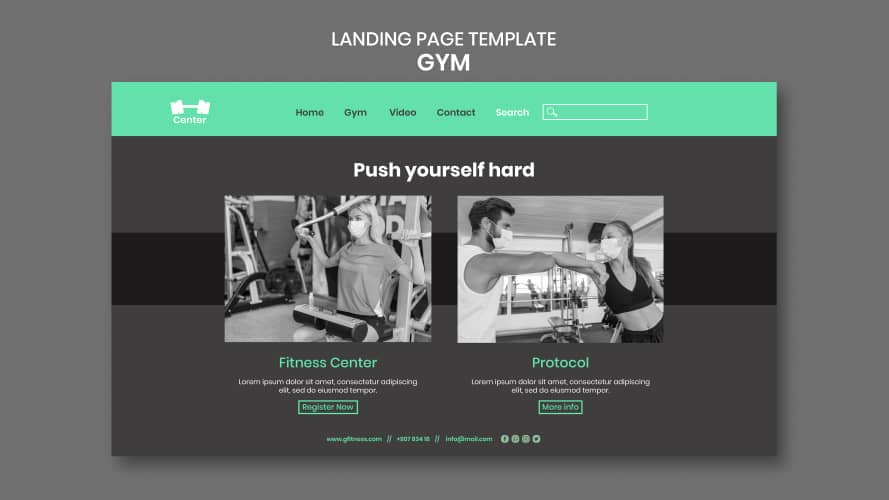 LANDING PAGE TEMPLATE
GYM
Center
Home Gym Video Contact Search
Push yourself hard
Fitness Center
Lorem ipsum dolor sit amet, consectetur adipiscing
elit, sed do eiusmod tempor.
Register Now
Protocol
Lorem ipsum dolor sit amet, consectetur adipiscing
elit, sed do eiusmod tempor.
More info
www.gfitness.com // +907 834 16 // info@mail.com